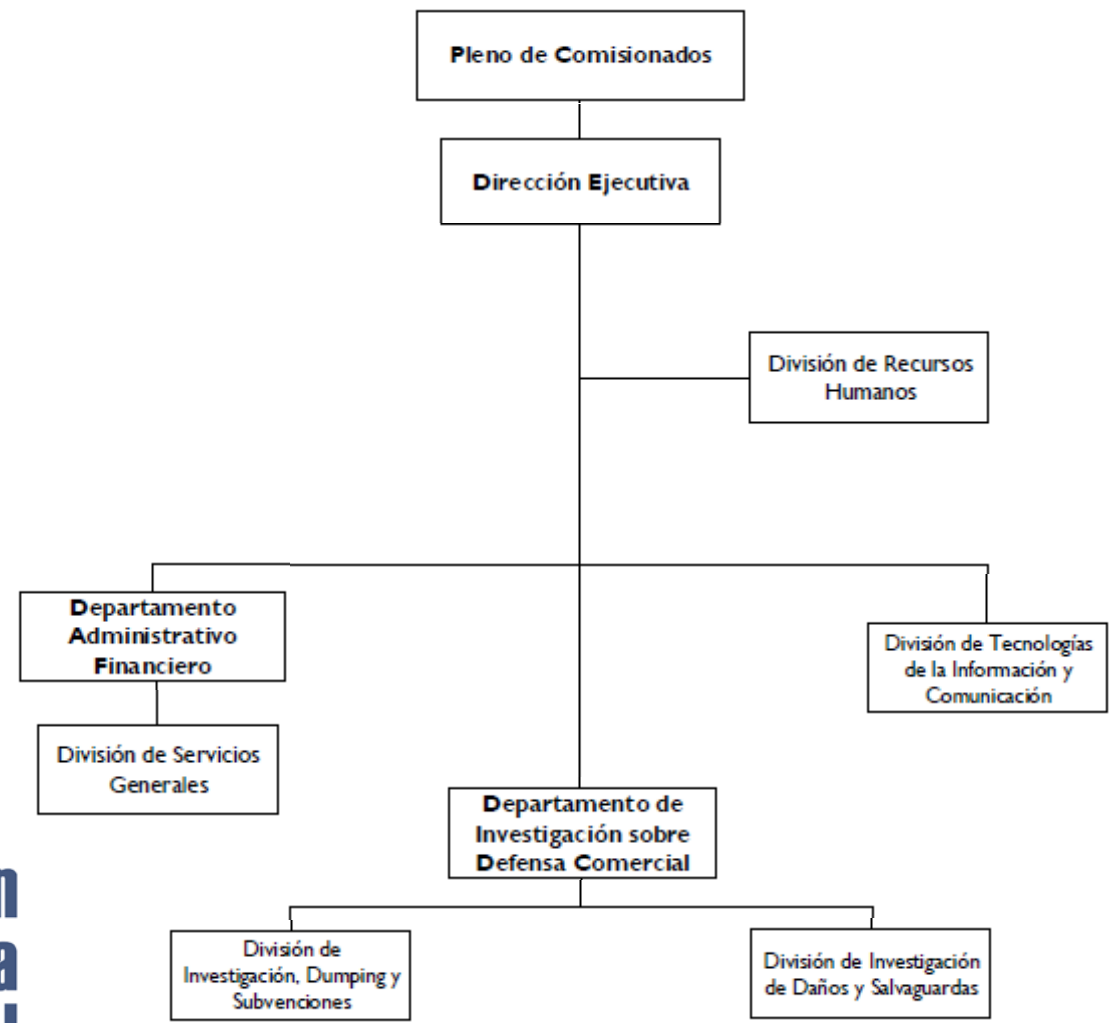 Pleno de Comisionados
Dirección Ejecutiva
División de Recursos
Humanos
Departamento
Administrativo
Financiero
División de Tecnologías
de la Información y
Comunicación
División de Servicios
Generales
Departamento de
Investigación sobre
Defensa Comercial
División de
Investigación, Dumping y
Subvenciones
División de Investigación
de Daños y Salvaguardas
n
a